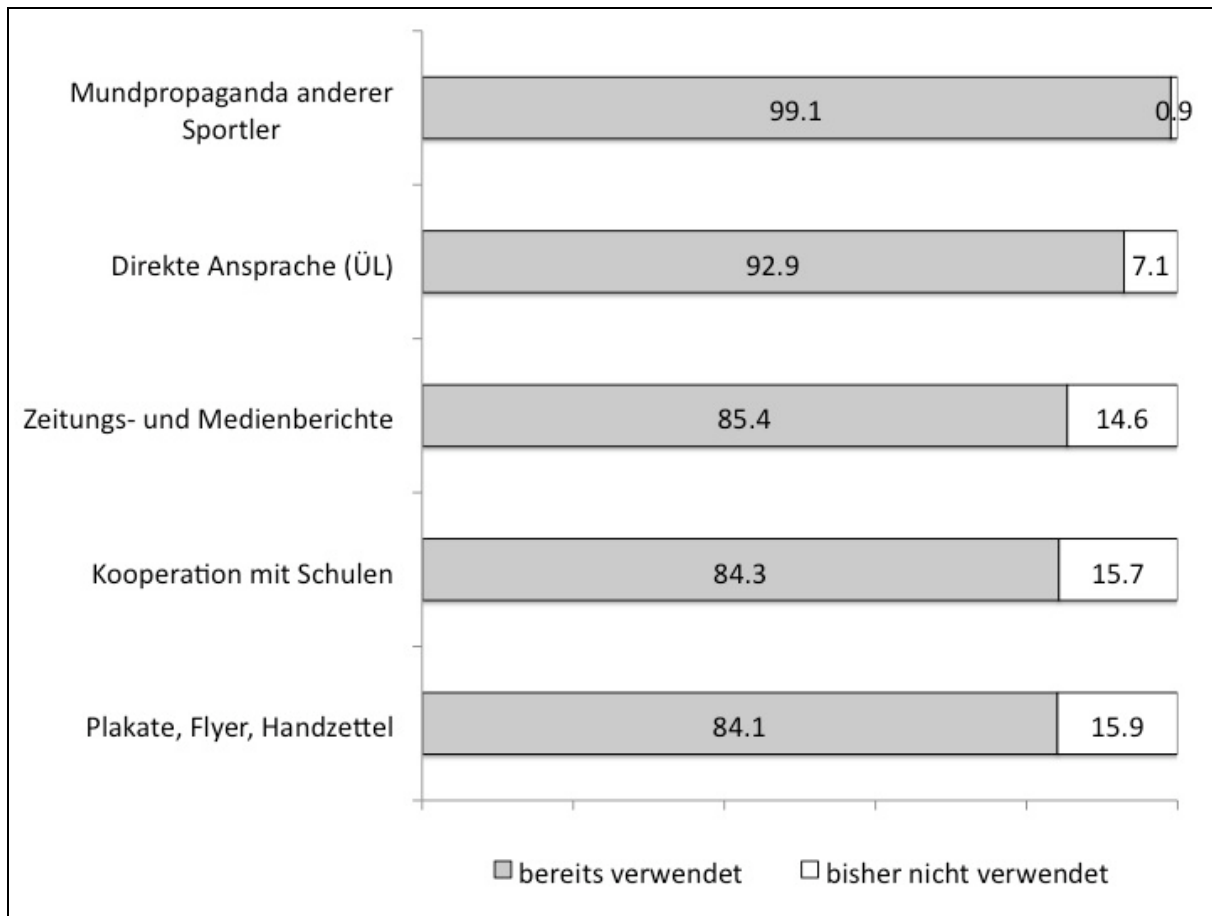 Mundpropaganda anderer
Sportler
99.1 0.9
Direkte Ansprache (ÜL)
92.9 7.1
Zeitungs- und Medienberichte
85.4 14.6
Kooperation mit Schulen
84.3 15.7
Plakate, Flyer, Handzettel
84.1 15.9
bereits verwendet bisher nicht verwendet